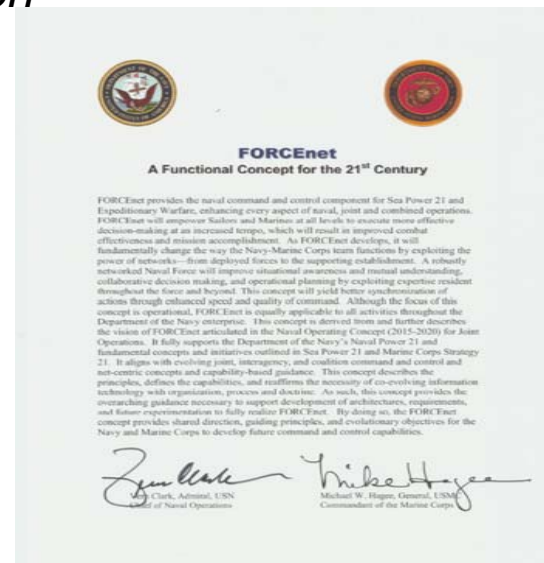 FORCEnet
A Functional Concept for the 21st Century
FORCEnet provides the naval command and control component for Sea Power 21 and
Expeditionary Warfare, enhancing every aspect of naval, joint and combined operations.
FORCEnet will empower Sailors and Marines at all levels to execute more effective
decision-making at an increased tempo, which will result in improved combat
effectiveness and mission accomplishment. As FORCEnet develops, it will
fundamentally change the way the Navy-Marine Corps team functions by exploiting the
power of networks—from deployed forces to the supporting establishment. A robustly
networked Naval Force will improve situational awareness and mutual understanding,
collaborative decision making, and operational planning by exploiting expertise resident
throughout the force and beyond. This concept will yield better synchronization of
actions through enhanced speed and quality of command. Although the focus of this
concept is operational, FORCEnet is equally applicable to all activities throughout the
Department of the Navy enterprise. This concept is derived from and further describes
the vision of FORCEnet articulated in the Naval Operating Concept (2015-2020) for Joint
Operations. It fully supports the Department of the Navy's Naval Power 21 and
fundamental concepts and initiatives outlined in Sea Power 21 and Marine Corps Strategy
21. It aligns with evolving joint, interagency, and coalition command and control and
net-centric concepts and capability-based guidance. This concept describes the
principles, defines the capabilities, and reaffirms the necessity of co-evolving information
technology with organization, process and doctrine. As such, this concept provides the
overarching guidance necessary to support development of architectures, requirements,
and future experimentation to fully realize FORCEnet. By doing so, the FORCEnet
concept provides shared direction, guiding principles, and evolutionary objectives for the
Navy and Marine Corps to develop future command and control capabilities.
Vern Clark Mike Hagee
Vern Clark, Admiral, USN Michael W. Hagee, General, USMC
Chief of Naval Operations Commandant of the Marine Corps